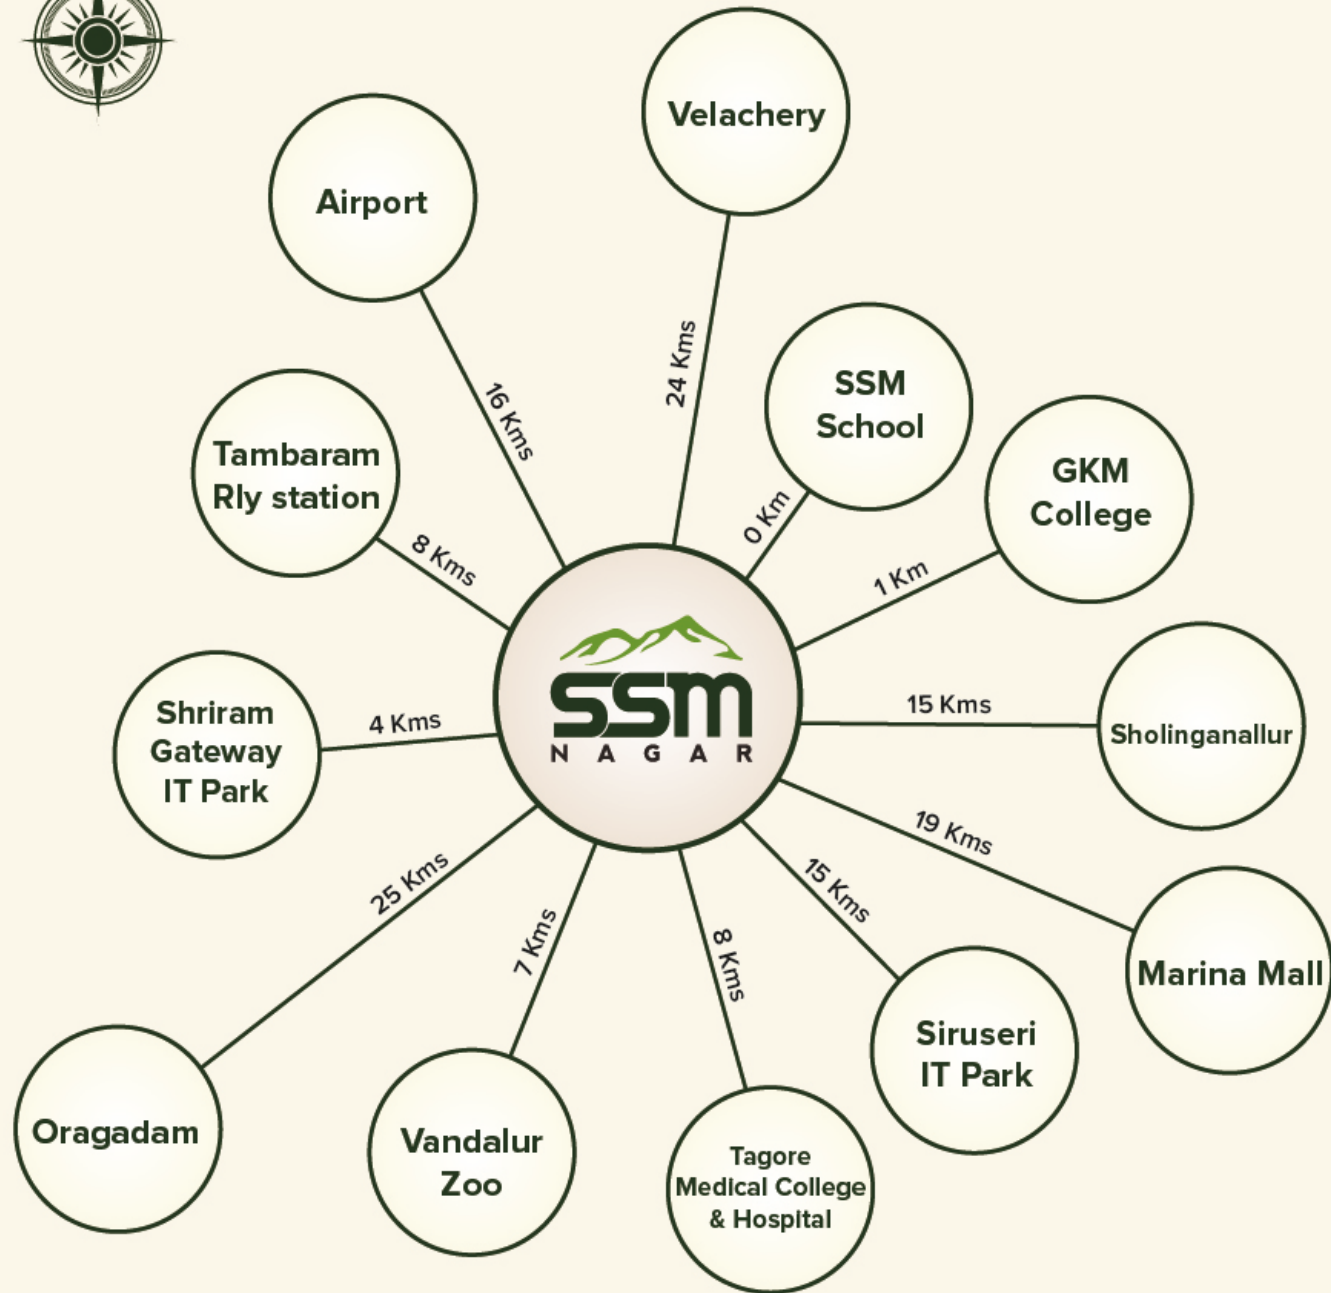 Velachery
Airport
24 Kms
16 Kms
SSM
School
0 Km
GKM
College
1 Km
Tambaram
Rly station
8 Kms
SSM
NAGAR
Shriram
Gateway
IT Park
4 Kms
15 Kms
Sholinganallur
19 Kms
Marina Mall
15 Kms
Siruseri
IT Park
25 Kms
Oragadam
7 Kms
Vandalur
Zoo
8 Kms
Tagore
Medical College
& Hospital